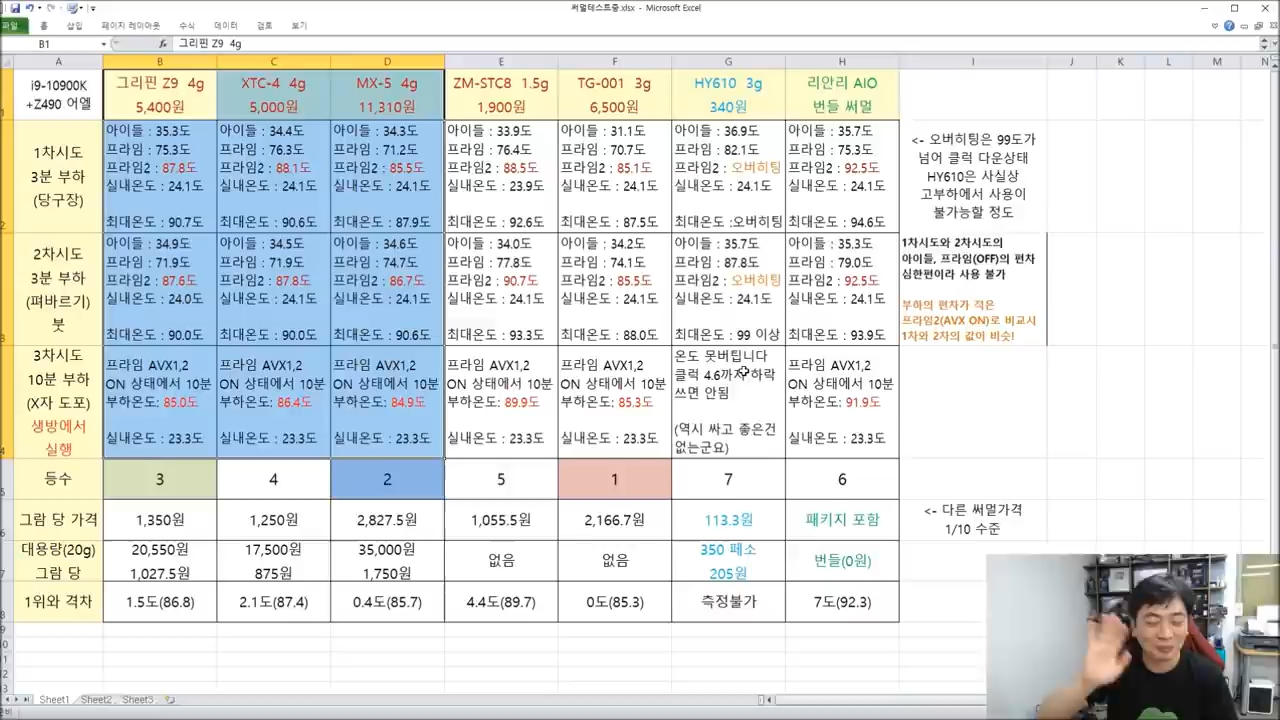 써멀테스트중.xlsx - Microsoft Excel
파일 홈 삽입 페이지 레이아웃 수식 데이터 검토 보기
B1 fx 그리핀 Z9 4g
A B C D E F G H I J K L M N
i9-10900K
+Z490 어엘
그리핀 Z9 4g
5,400원
XTC-4 4g
5,000원
MX-5 4g
11,310원
ZM-STC8 1.5g
1,900원
TG-001 3g
6,500원
HY610 3g
340원
리안리 AIO
번들 써멀
1차시도
3분 부하
(당구장)
아이들 : 35.3도
프라임 : 75.3도
프라임2 : 87.8도
실내온도 : 24.1도
최대온도 : 90.7도
아이들 : 34.4도
프라임 : 76.3도
프라임2 : 88.1도
실내온도 : 24.1도
최대온도 : 90.6도
아이들 : 34.3도
프라임 : 71.2도
프라임2 : 85.5도
실내온도 : 24.1도
최대온도 : 87.9도
아이들 : 33.9도
프라임 : 76.4도
프라임2 : 88.5도
실내온도 : 23.9도
최대온도 : 92.6도
아이들 : 31.1도
프라임 : 70.7도
프라임2 : 85.1도
실내온도 : 24.1도
최대온도 : 87.5도
아이들 : 36.9도
프라임 : 82.1도
프라임2 : 오버히팅
실내온도 : 24.1도
최대온도 :오버히팅
아이들 : 35.7도
프라임 : 75.3도
프라임2 : 92.5도
실내온도 : 24.1도
최대온도 : 94.6도
<- 오버히팅은 99도가
넘어 클럭 다운상태
HY610은 사실상
고부하에서 사용이
불가능할 정도
2차시도
3분 부하
(펴바르기)
붓
아이들 : 34.9도
프라임 : 71.9도
프라임2 : 87.6도
실내온도 : 24.0도
최대온도 : 90.0도
아이들 : 34.5도
프라임 : 71.9도
프라임2 : 87.8도
실내온도 : 24.1도
최대온도 : 90.0도
아이들 : 34.6도
프라임 : 74.7도
프라임2 : 86.7도
실내온도 : 24.1도
최대온도 : 90.6도
아이들 : 34.0도
프라임 : 77.8도
프라임2 : 90.7도
실내온도 : 24.1도
최대온도 : 93.3도
아이들 : 34.2도
프라임 : 74.1도
프라임2 : 85.5도
실내온도 : 24.1도
최대온도 : 88.0도
아이들 : 35.7도
프라임 : 87.8도
프라임2 : 오버히팅
실내온도 : 24.1도
최대온도 : 99 이상
아이들 : 35.3도
프라임 : 79.0도
프라임2 : 92.5도
실내온도 : 24.1도
최대온도 : 93.9도
1차시도와 2차시도의
아이들, 프라임(OFF)의 편차
심한편이라 사용 불가
부하의 편차가 적은
프라임2(AVX ON)로 비교시
1차와 2차의 값이 비슷!
3차시도
10분 부하
(X자 도포)
생방에서
실행
프라임 AVX1,2
ON 상태에서 10분
부하온도: 85.0도
실내온도 : 23.3도
프라임 AVX1,2
ON 상태에서 10분
부하온도: 86.4도
실내온도 : 23.3도
프라임 AVX1,2
ON 상태에서 10분
부하온도: 84.9도
실내온도 : 23.3도
프라임 AVX1,2
ON 상태에서 10분
부하온도: 89.9도
실내온도 : 23.3도
프라임 AVX1,2
ON 상태에서 10분
부하온도: 85.3도
실내온도 : 23.3도
온도 못버팁니다
클럭 4.6까지 하락
쓰면 안됨
(역시 싸고 좋은건
없는군요)
프라임 AVX1,2
ON 상태에서 10분
부하온도: 91.9도
실내온도 : 23.3도
등수 3 4 2 5 1 7 6
그람 당 가격 1,350원 1,250원 2,827.5원 1,055.5원 2,166.7원 113.3원 패키지 포함
<- 다른 써멀가격
1/10 수준
대용량(20g)
그람 당
20,550원
1,027.5원
17,500원
875원
35,000원
1,750원
없음
없음
350 페소
205원
번들(0원)
1위와 격차 1.5도(86.8) 2.1도(87.4) 0.4도(85.7) 4.4도(89.7) 0도(85.3) 측정불가 7도(92.3)
Sheet1 Sheet2 Sheet3